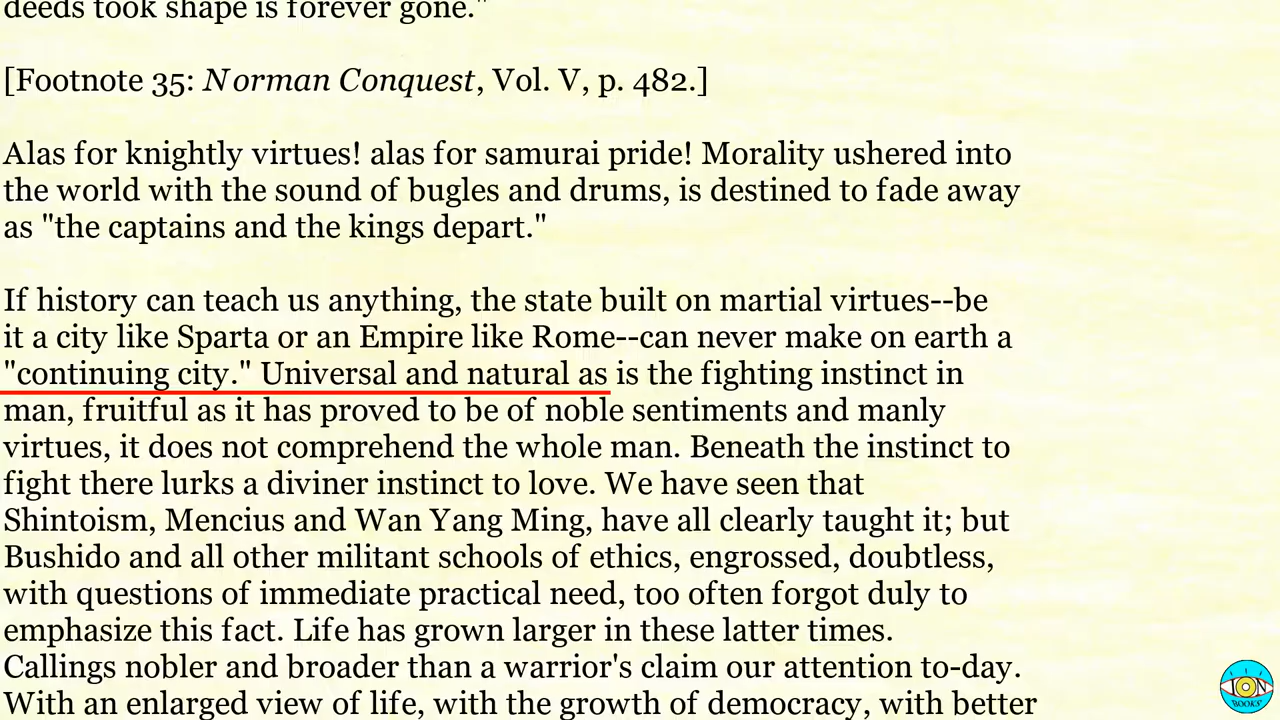 deeds took shape is forever gone."
[Footnote 35: Norman Conquest, Vol. V, p. 482.]
Alas for knightly virtues! alas for samurai pride! Morality ushered into
the world with the sound of bugles and drums, is destined to fade away
as "the captains and the kings depart."
If history can teach us anything, the state built on martial virtues--be
it a city like Sparta or an Empire like Rome--can never make on earth a
"continuing city." Universal and natural as is the fighting instinct in
man, fruitful as it has proved to be of noble sentiments and manly
virtues, it does not comprehend the whole man. Beneath the instinct to
fight there lurks a diviner instinct to love. We have seen that
Shintoism, Mencius and Wan Yang Ming, have all clearly taught it; but
Bushido and all other militant schools of ethics, engrossed, doubtless,
with questions of immediate practical need, too often forgot duly to
emphasize this fact. Life has grown larger in these latter times.
Callings nobler and broader than a warrior's claim our attention to-day.
With an enlarged view of life, with the growth of democracy, with better
ION
BOOKS